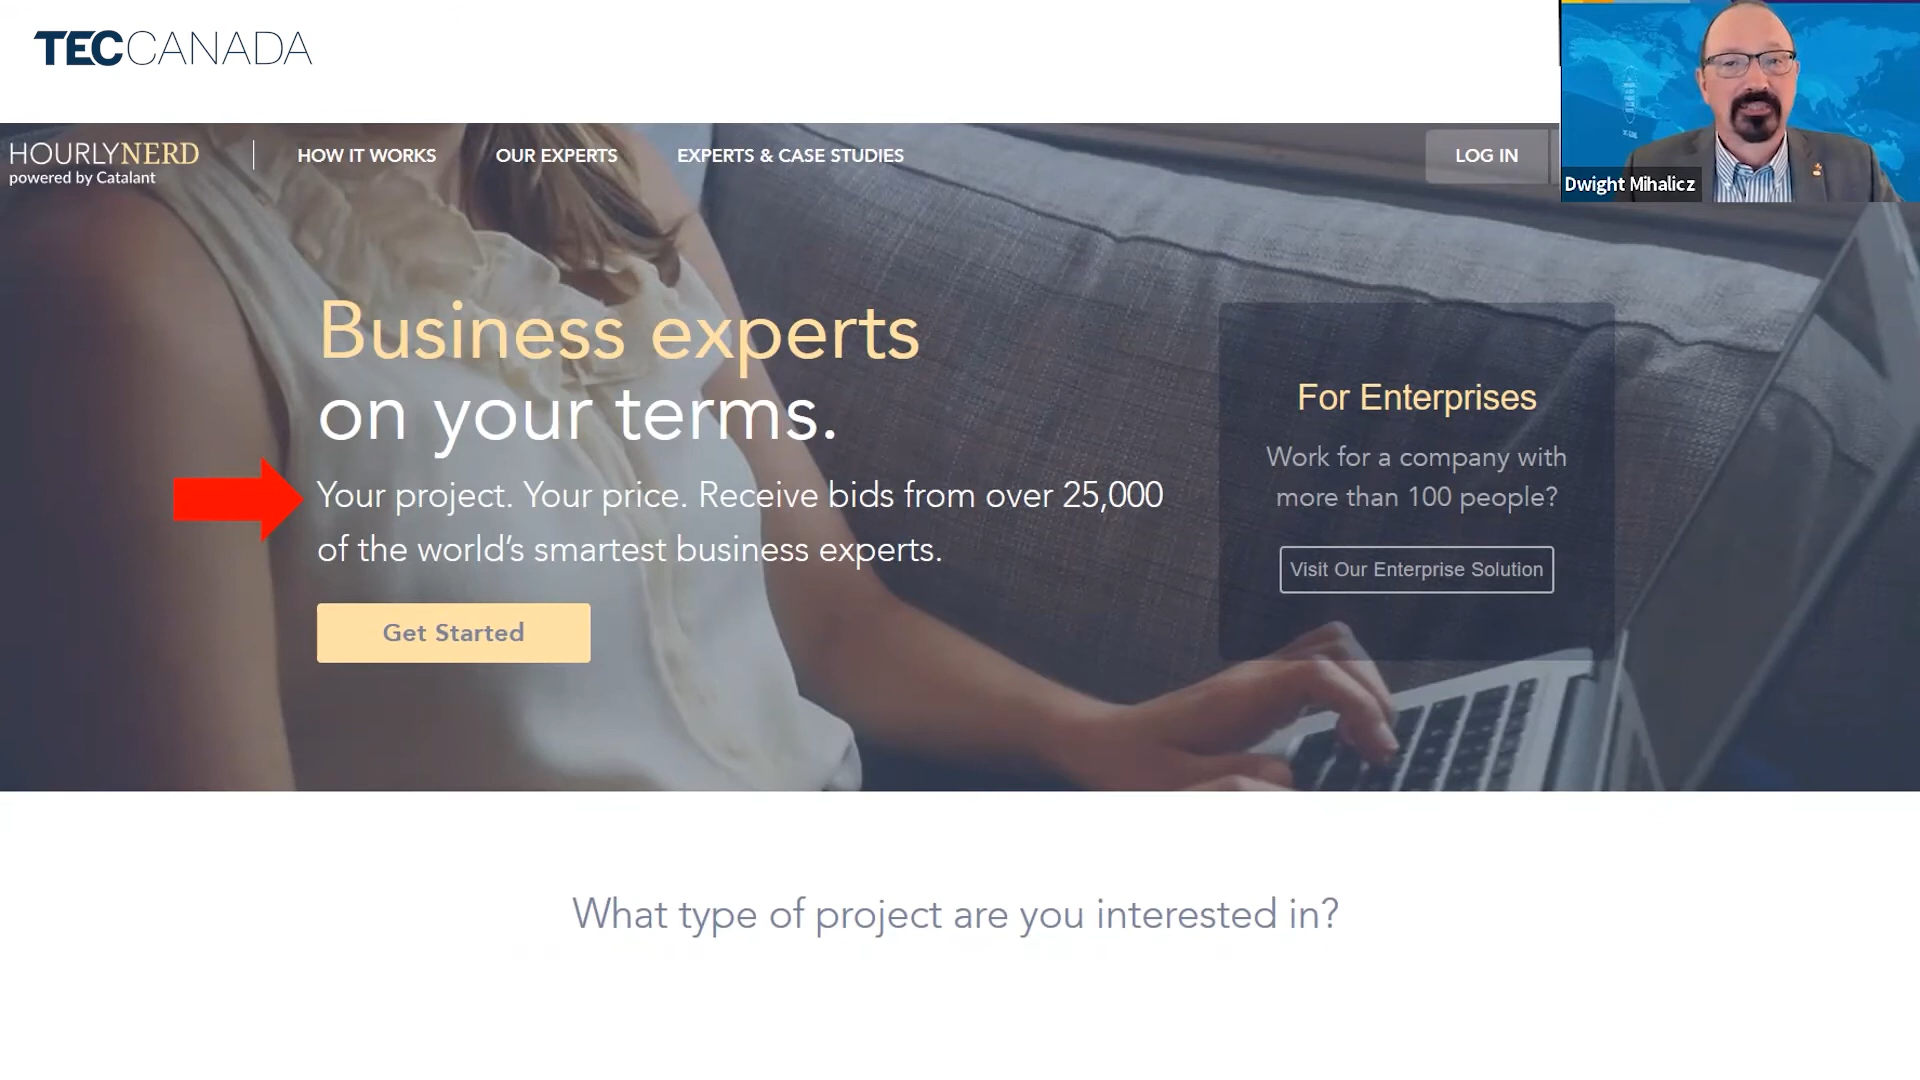 TECCANADA
HOURLYNERD
powered by Catalant
HOW IT WORKS
OUR EXPERTS
EXPERTS & CASE STUDIES
LOG IN
Dwight Mihalicz
Business experts
on your terms.
Your project. Your price. Receive bids from over 25,000
of the world's smartest business experts.
Get Started
For Enterprises
Work for a company with
more than 100 people?
Visit Our Enterprise Solution
What type of project are you interested in?